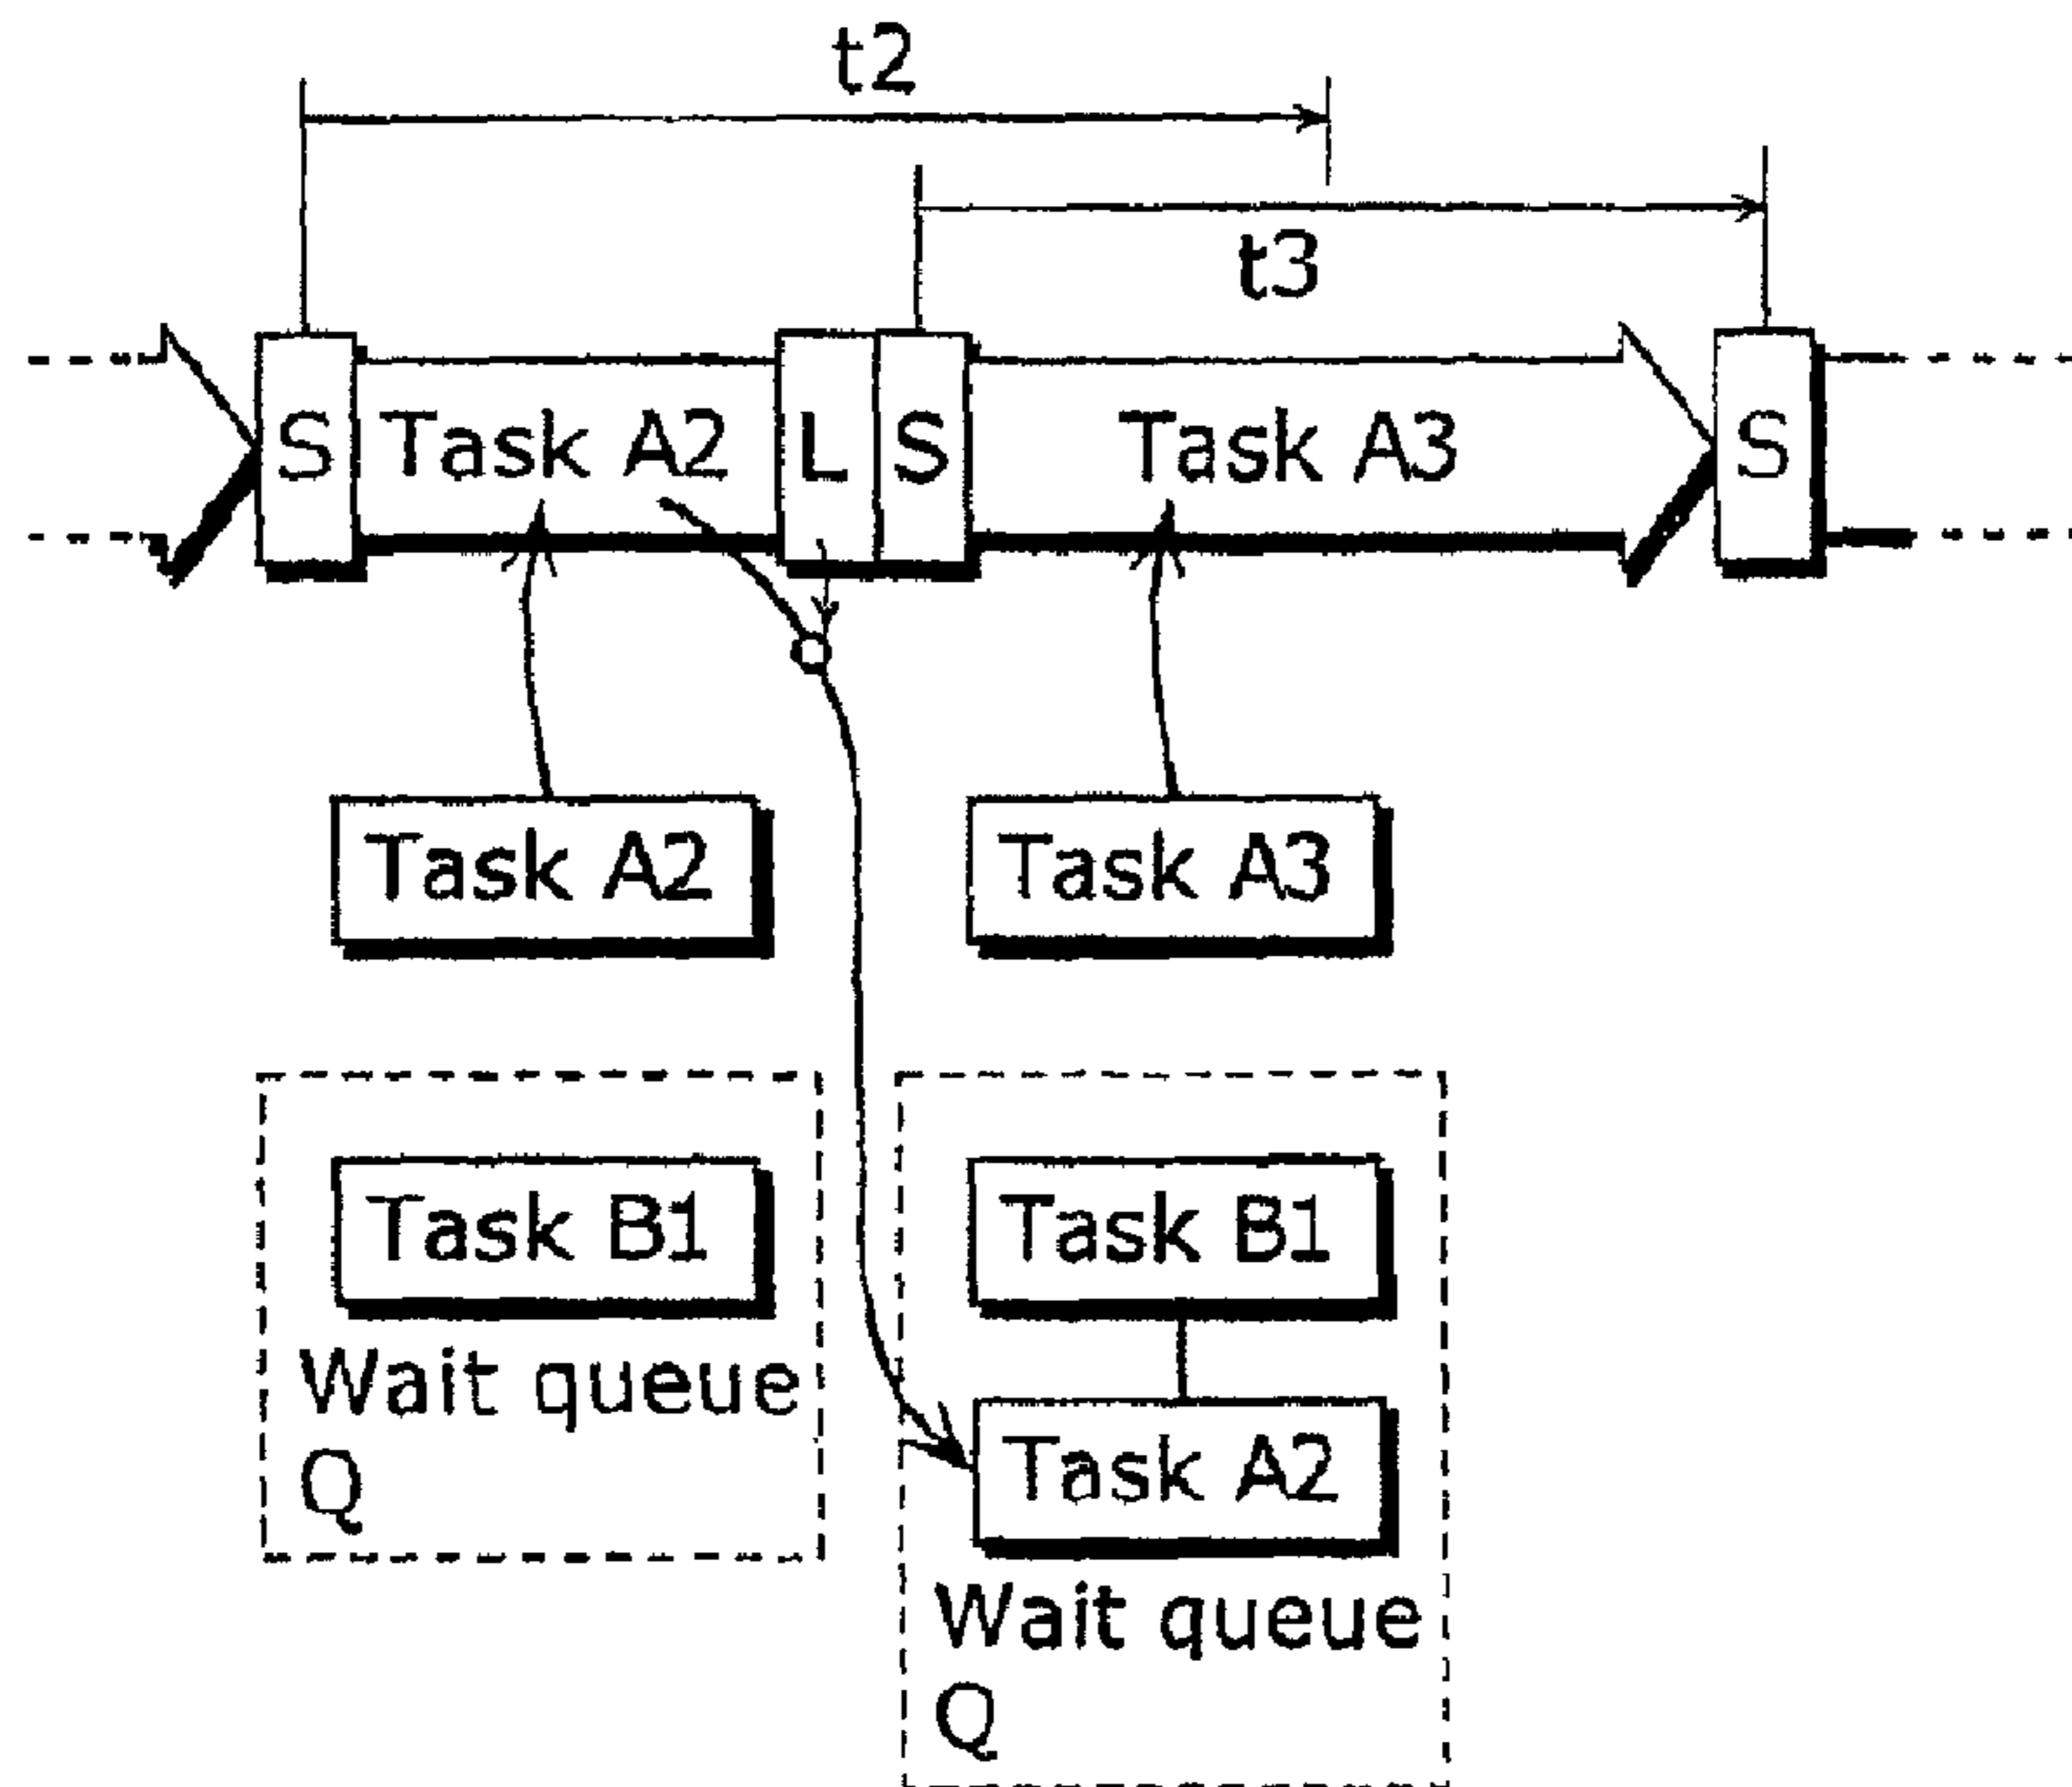 t2
t3
S Task A2 L S Task A3 S
Task A2 Task A3
Task B1 Task B1
Wait queue
Q
Task A2
Wait queue
Q